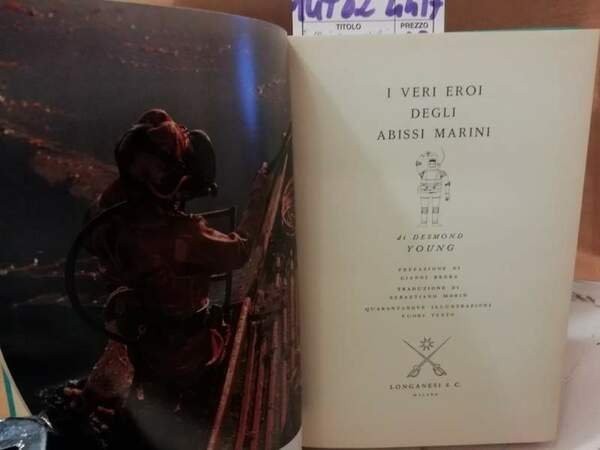 TITOLO PREZZO
I VERI EROI
DEGLI
ABISSI MARINI
di DESMOND
YOUNG
PREFAZIONE DI
GIANNI BRERA
TRADUZIONE DI
SEBASTIANO MORIN
QUARANTANOVE ILLUSTRAZIONI
FUORI TESTO
LONGANESI & C.
MILANO